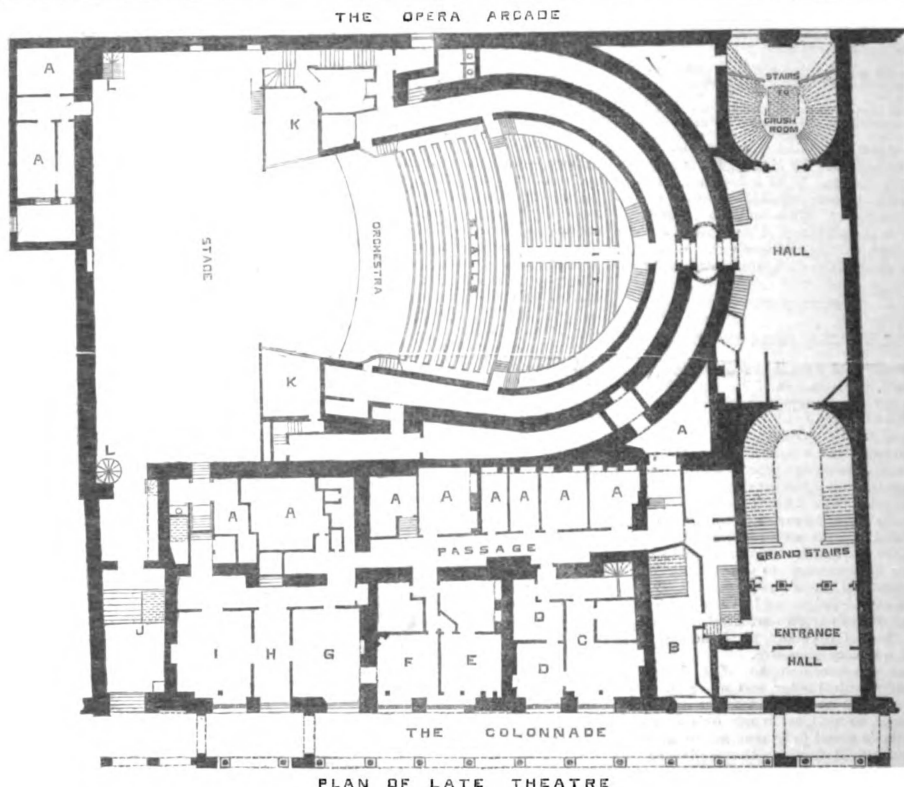 THE OPERA ARCADE
A
L
STAIRS
TO
CRUSH
ROOM
K
A
STAGE
ORCHESTRA
STALLS
PIT
HALL
K
A
L
A
A
A
A
A
A
A
A
PASSAGE
GRAND STAIRS
J
I
H
G
F
E
D
D
C
B
ENTRANCE
HALL
THE COLONNADE
PLAN OF LATE THEATRE